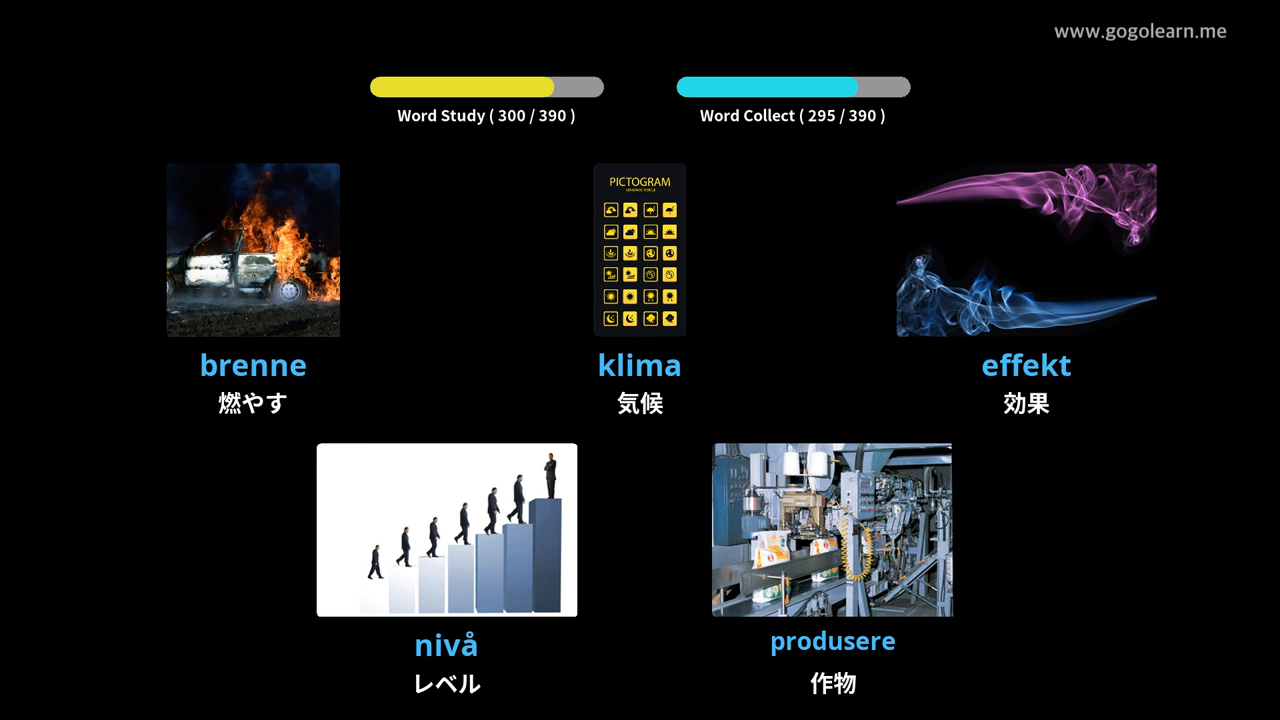 www.gogolearn.me
Word Study ( 300 / 390 )
Word Collect ( 295 / 390 )
PICTOGRAM
brenne
klima
effekt
燃やす
気候
効果
nivå
produsere
レベル
作物